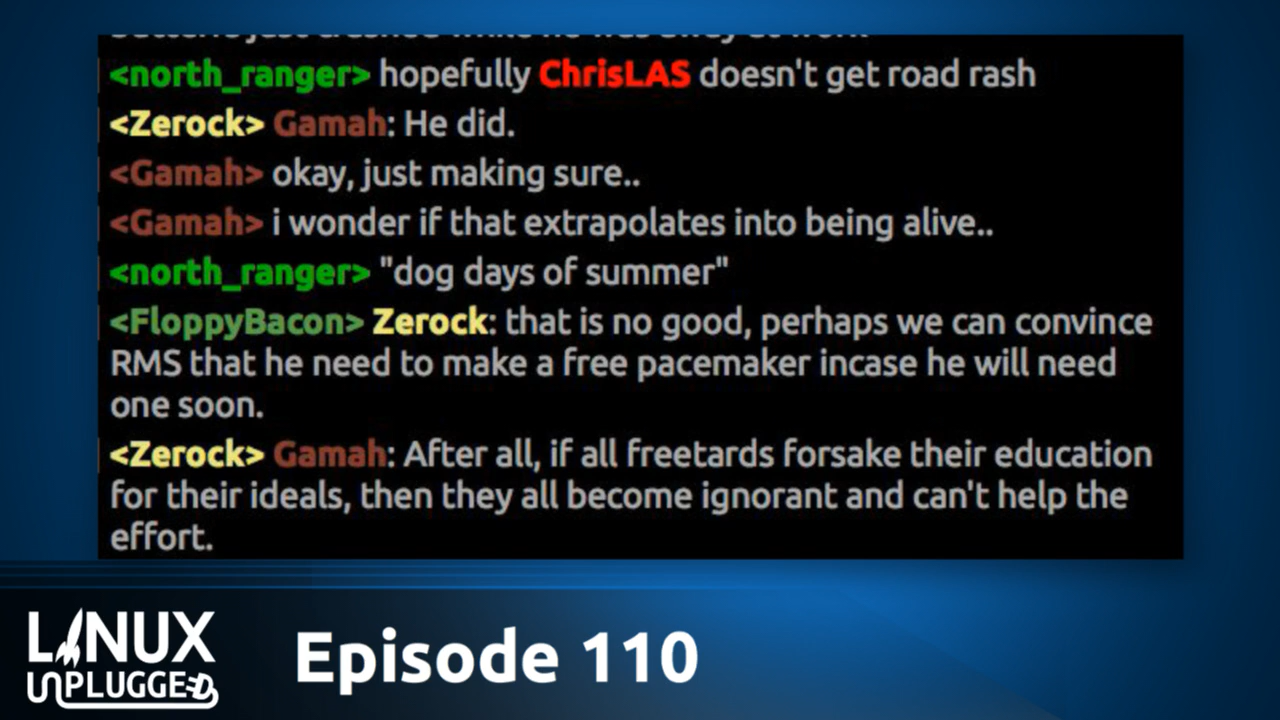 <north_ranger> hopefully ChrisLAS doesn't get road rash
<Zerock> Gamah: He did.
<Gamah> okay, just making sure..
<Gamah> i wonder if that extrapolates into being alive..
<north_ranger> "dog days of summer"
<FloppyBacon> Zerock: that is no good, perhaps we can convince
RMS that he need to make a free pacemaker incase he will need
one soon.
<Zerock> Gamah: After all, if all freetards forsake their education
for their ideals, then they all become ignorant and can't help the
effort.
LINUX
UNPLUGGED
Episode 110